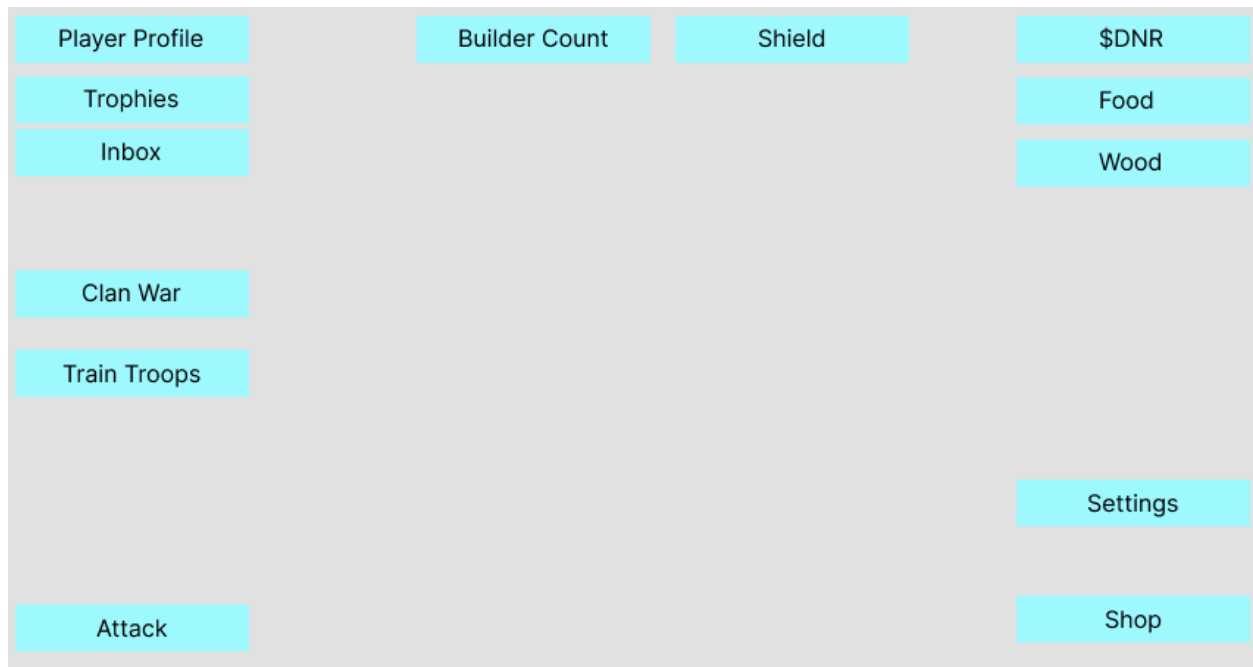 Player Profile
Builder Count
Shield
$DNR
Trophies
Food
Inbox
Wood
Clan War
Train Troops
Settings
Attack
Shop